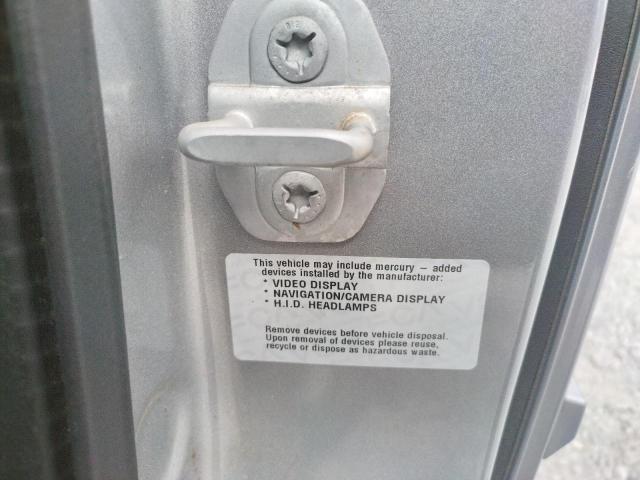 This vehicle may include mercury — added
devices installed by the manufacturer:
* VIDEO DISPLAY
* NAVIGATION/CAMERA DISPLAY
* H.I.D. HEADLAMPS
Remove devices before vehicle disposal.
Upon removal of devices please reuse,
recycle or dispose as hazardous waste.